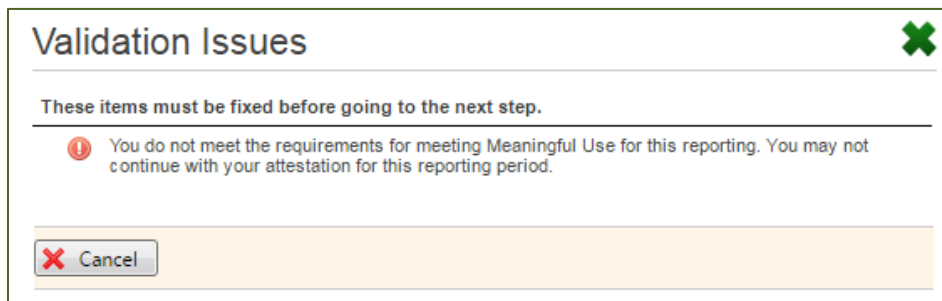 Validation Issues
These items must be fixed before going to the next step.
You do not meet the requirements for meeting Meaningful Use for this reporting. You may not
continue with your attestation for this reporting period.
Cancel